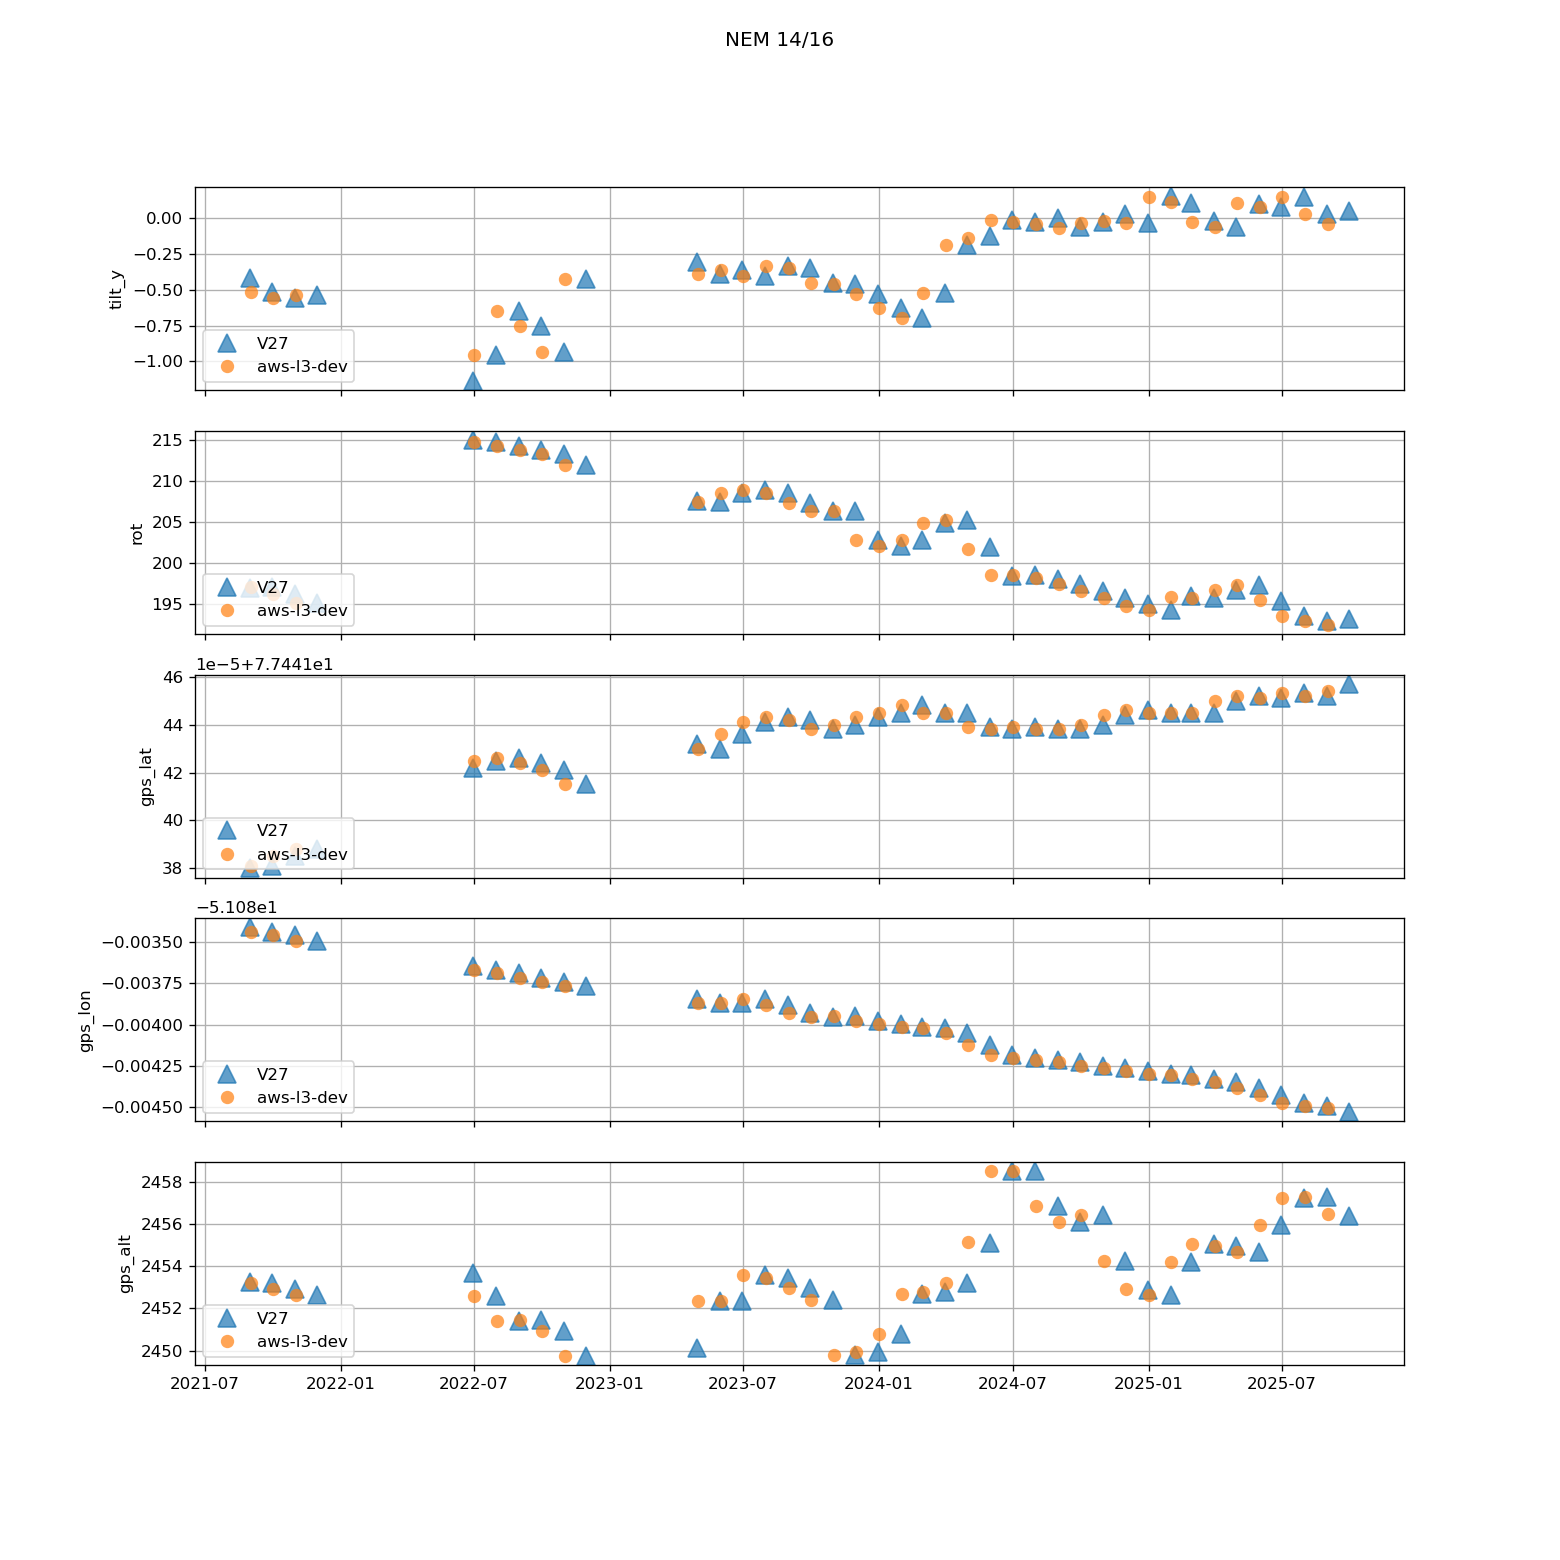 NEM 14/16
0.00
−0.25
−0.50
−0.75
−1.00
tilt_y
V27
aws-l3-dev
215
210
205
200
195
rot
V27
aws-l3-dev
1e−5+7.7441e1
46
44
42
40
38
gps_lat
V27
aws-l3-dev
−5.108e1
−0.00350
−0.00375
−0.00400
−0.00425
−0.00450
gps_lon
V27
aws-l3-dev
2458
2456
2454
2452
2450
gps_alt
V27
aws-l3-dev
2021-07 2022-01 2022-07 2023-01 2023-07 2024-01 2024-07 2025-01 2025-07